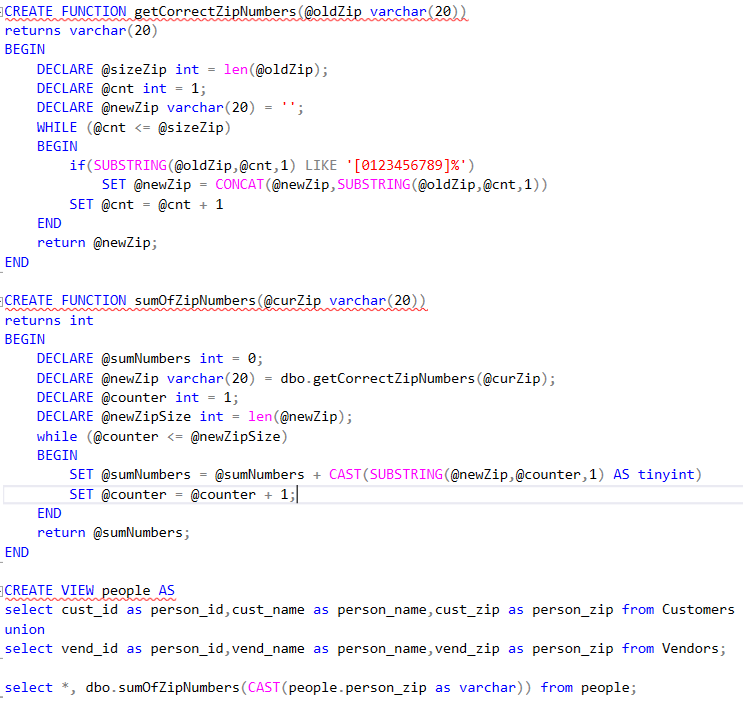 CREATE FUNCTION getCorrectZipNumbers(@oldZip varchar(20))
returns varchar(20)
BEGIN
    DECLARE @sizeZip int = len(@oldZip);
    DECLARE @cnt int = 1;
    DECLARE @newZip varchar(20) = '';
    WHILE (@cnt <= @sizeZip)
    BEGIN
        if(SUBSTRING(@oldZip,@cnt,1) LIKE '[0123456789]%')
            SET @newZip = CONCAT(@newZip,SUBSTRING(@oldZip,@cnt,1))
        SET @cnt = @cnt + 1
    END
    return @newZip;
END

CREATE FUNCTION sumOfZipNumbers(@curZip varchar(20))
returns int
BEGIN
    DECLARE @sumNumbers int = 0;
    DECLARE @newZip varchar(20) = dbo.getCorrectZipNumbers(@curZip);
    DECLARE @counter int = 1;
    DECLARE @newZipSize int = len(@newZip);
    while (@counter <= @newZipSize)
    BEGIN
        SET @sumNumbers = @sumNumbers + CAST(SUBSTRING(@newZip,@counter,1) AS tinyint)
        SET @counter = @counter + 1;
    END
    return @sumNumbers;
END

CREATE VIEW people AS
select cust_id as person_id,cust_name as person_name,cust_zip as person_zip from Customers
union
select vend_id as person_id,vend_name as person_name,vend_zip as person_zip from Vendors;

select *, dbo.sumOfZipNumbers(CAST(people.person_zip as varchar)) from people;